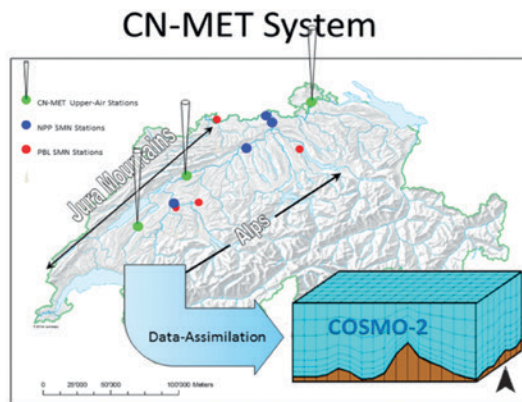 CN-MET System
CN-MET Upper-Air Stations
NPP SMN Stations
PBL SMN Stations
Jura Mountains
Alps
Data-Assimilation
COSMO-2
0 25'000 50'000 100'000 Meters